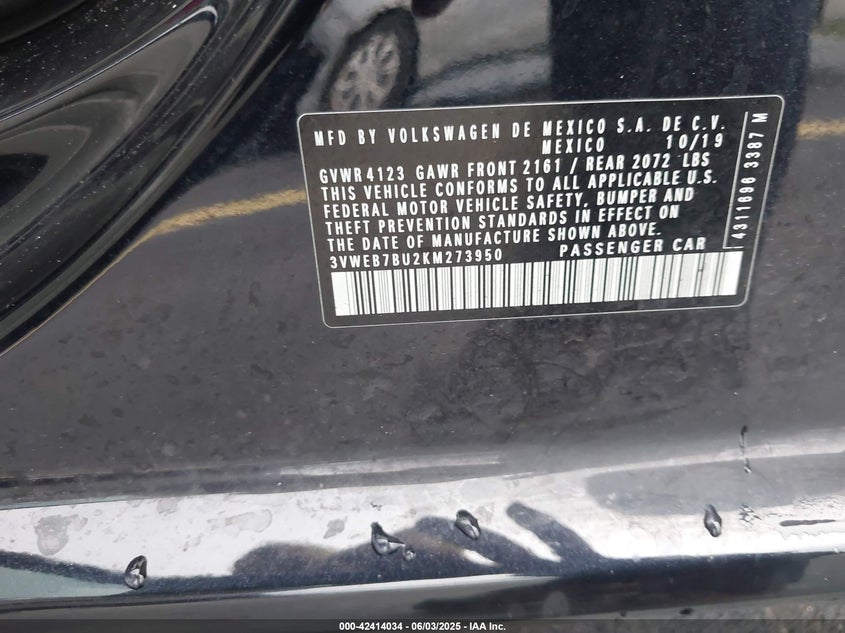 MFD BY VOLKSWAGEN DE MEXICO S.A. DE C.V.
MEXICO 10/19
GVWR 4123 GAWR FRONT 2161 / REAR 2072 LBS
THIS VEHICLE CONFORMS TO ALL APPLICABLE U.S.
FEDERAL MOTOR VEHICLE SAFETY, BUMPER AND
THEFT PREVENTION STANDARDS IN EFFECT ON
THE DATE OF MANUFACTURE SHOWN ABOVE.
3VWEB7BU2KM273950 PASSENGER CAR
4311696 3387 M
000-42414034 - 06/03/2025 - IAA Inc.